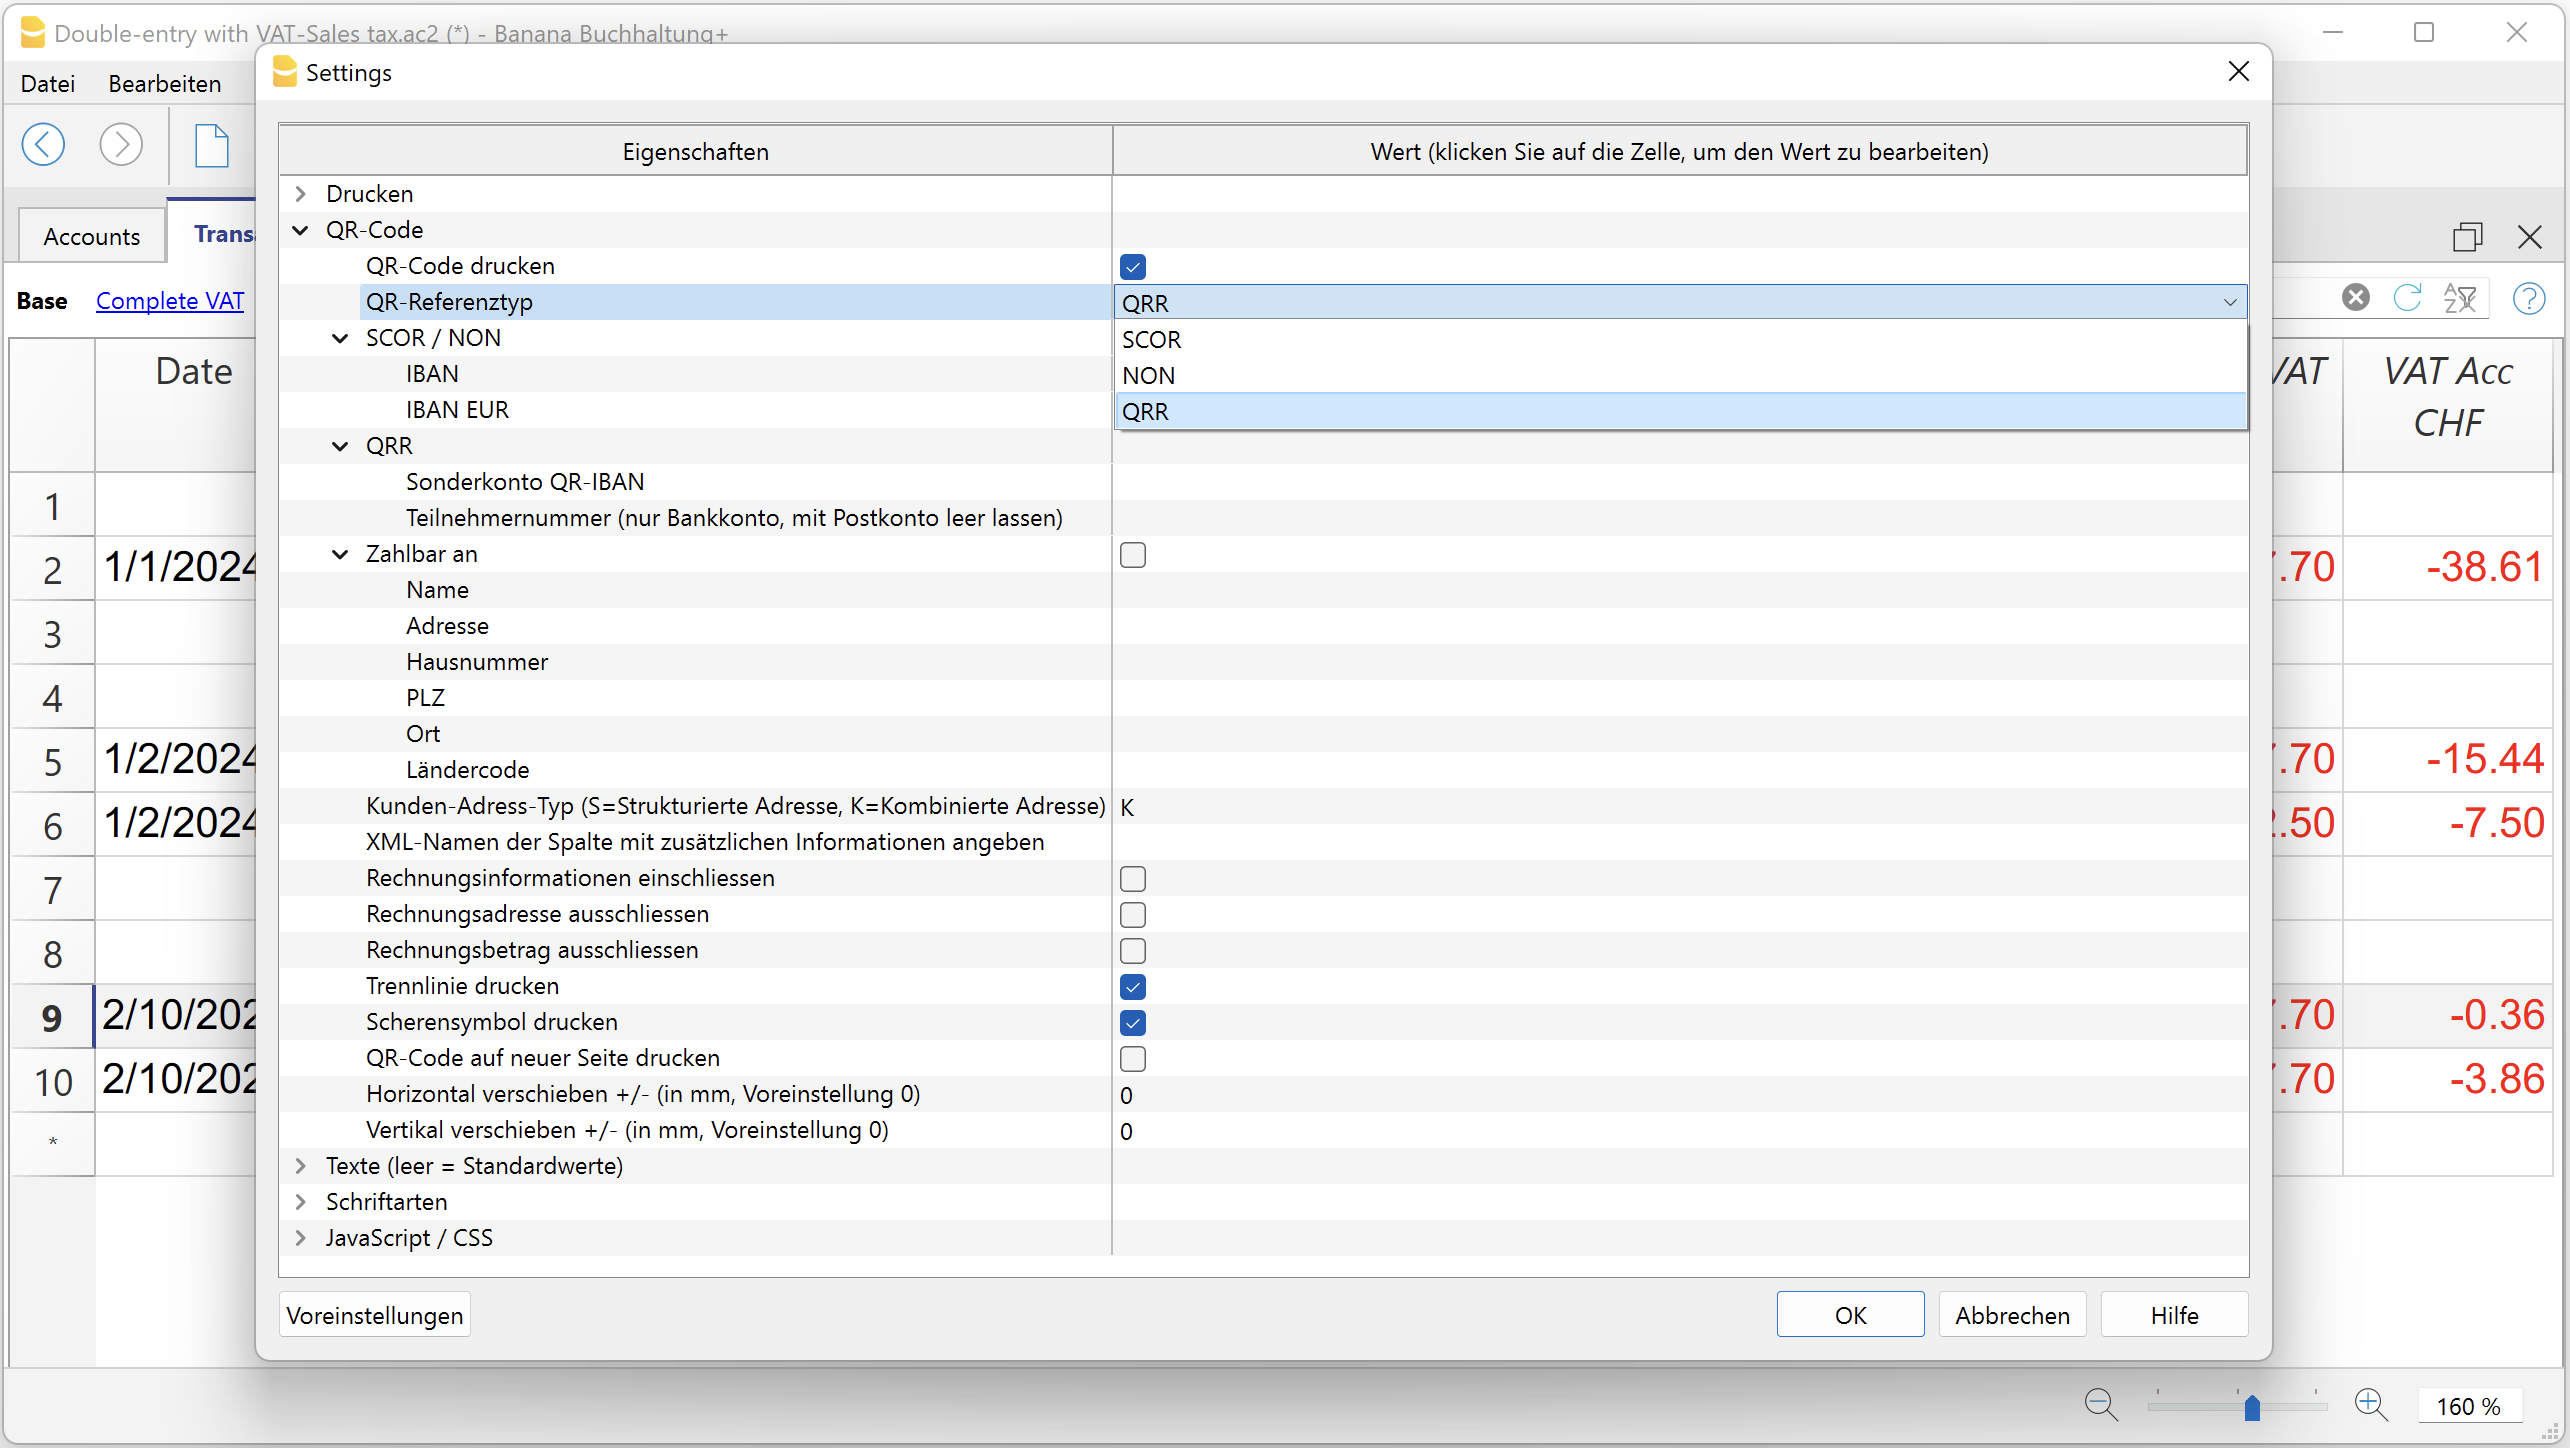 Double-entry with VAT-Sales tax.ac2 (*) - Banana Buchhaltung+
Settings
Datei Bearbeiten
Eigenschaften Wert (klicken Sie auf die Zelle, um den Wert zu bearbeiten)
Drucken
QR-Code
Accounts Transa
QR-Code drucken
Base Complete VAT
QR-Referenztyp QRR
SCOR / NON SCOR
IBAN NON
IBAN EUR QRR
Date VAT VAT Acc
CHF
QRR
Sonderkonto QR-IBAN
1
Teilnehmernummer (nur Bankkonto, mit Postkonto leer lassen)
Zahlbar an
2 1/1/2024 7.70 -38.61
Name
Adresse
3
Hausnummer
PLZ
4
Ort
Ländercode
5 1/2/2024 7.70 -15.44
Kunden-Adress-Typ (S=Strukturierte Adresse, K=Kombinierte Adresse) K
6 1/2/2024 2.50 -7.50
XML-Namen der Spalte mit zusätzlichen Informationen angeben
Rechnungsinformationen einschliessen
7
Rechnungsadresse ausschliessen
Rechnungsbetrag ausschliessen
8
Trennlinie drucken
Scherensymbol drucken
9 2/10/202 7.70 -0.36
QR-Code auf neuer Seite drucken
10 2/10/202 7.70 -3.86
Horizontal verschieben +/- (in mm, Voreinstellung 0) 0
Vertikal verschieben +/- (in mm, Voreinstellung 0) 0
*
Texte (leer = Standardwerte)
Schriftarten
JavaScript / CSS
Voreinstellungen OK Abbrechen Hilfe
160 %